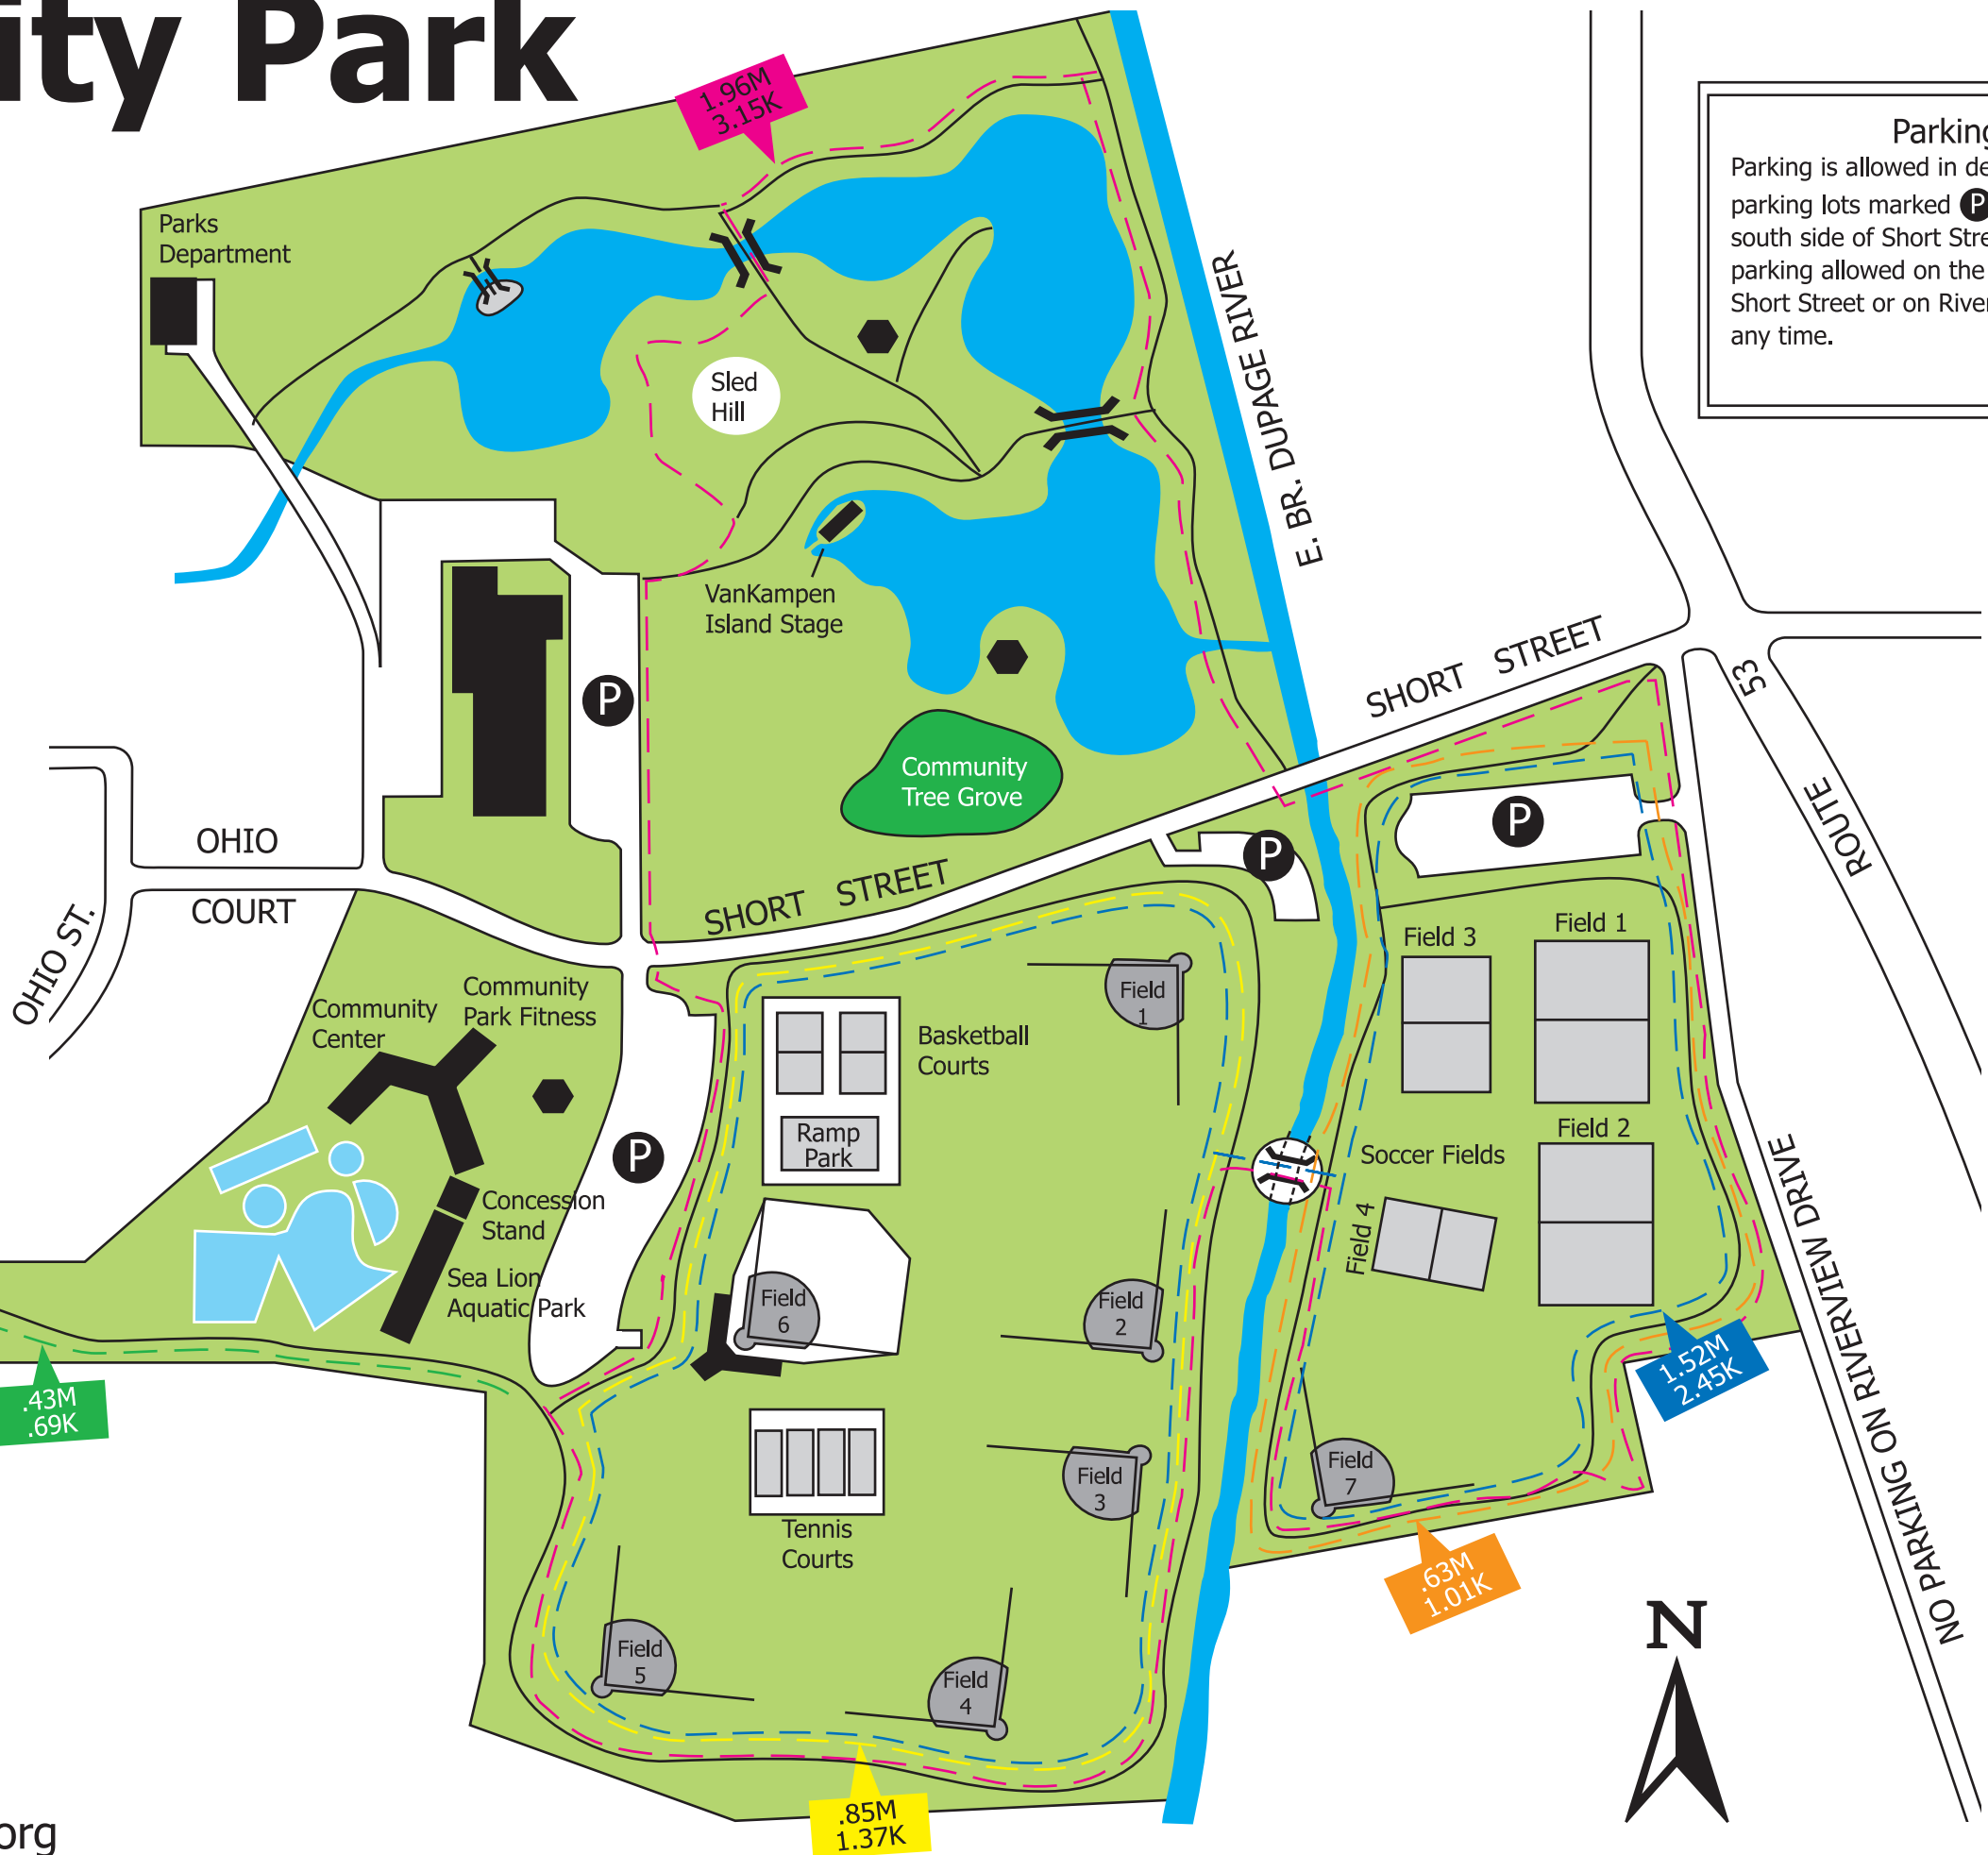 ity Park
1.96M
3.15K
Parks
Department
Parking
Parking is allowed in de
parking lots marked P
south side of Short Stre
parking allowed on the
Short Street or on River
any time.
E. BR. DUPAGE RIVER
Sled
Hill
VanKampen
Island Stage
SHORT STREET
53
ROUTE
P
Community
Tree Grove
P
P
OHIO
COURT
OHIO ST.
SHORT STREET
Field 3
Field 1
Community
Center
Community
Park Fitness
Field
1
Basketball
Courts
Ramp
Park
P
Soccer Fields
Field 2
Field 4
NO PARKING ON RIVERVIEW DRIVE
Concession
Stand
Sea Lion
Aquatic Park
Field
6
Field
2
1.52M
2.45K
.43M
.69K
Field
3
Field
7
Tennis
Courts
.63M
1.01K
N
Field
5
Field
4
.85M
1.37K
org